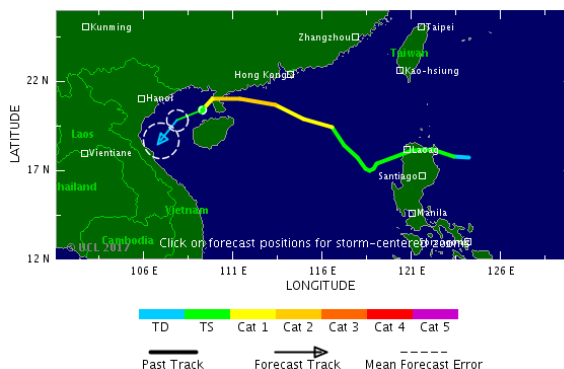 Kunming
Zhangzhou
Taipei
Taiwan
22 N
Hong Kong
Kao-hsiung
Hanoi
LATITUDE
Laos
Vientiane
Laoag
17 N
Santiago
Thailand
Vietnam
Manila
Cambodia
© UCL 2017
Click on forecast positions for storm-centered zooms
12 N
106 E 111 E 116 E 121 E 126 E
LONGITUDE
TD TS Cat 1 Cat 2 Cat 3 Cat 4 Cat 5
Past Track Forecast Track Mean Forecast Error